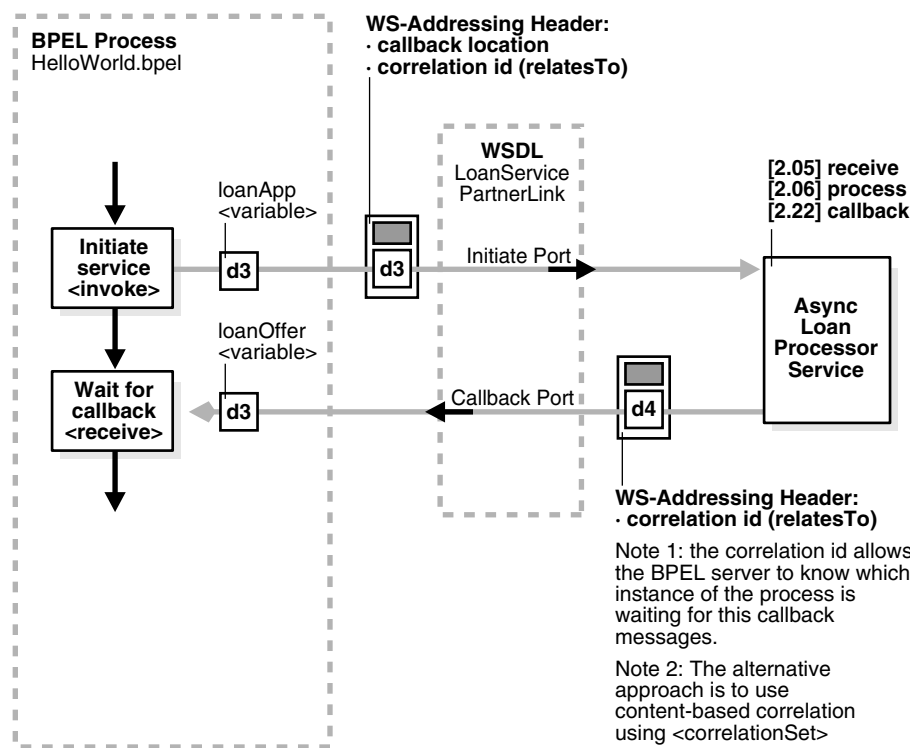 WS-Addressing Header:
· callback location
· correlation id (relatesTo)
BPEL Process
HelloWorld.bpel
WSDL
LoanService
PartnerLink
[2.05] receive
[2.06] process
[2.22] callback
loanApp
<variable>
Initiate
service
<invoke>
d3
d3
Initiate Port
Async
Loan
Processor
Service
loanOffer
<variable>
Wait for
callback
<receive>
d3
Callback Port
d4
WS-Addressing Header:
· correlation id (relatesTo)
Note 1: the correlation id allows
the BPEL server to know which
instance of the process is
waiting for this callback
messages.
Note 2: The alternative
approach is to use
content-based correlation
using <correlationSet>